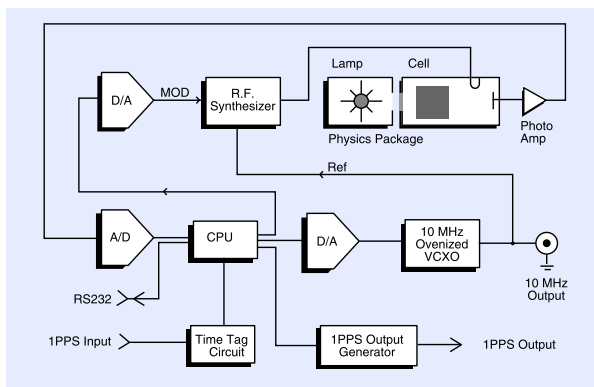 Lamp
Cell
D/A
MOD
R.F.
Synthesizer
Physics Package
Photo
Amp
Ref
A/D
CPU
D/A
10 MHz
Ovenized
VCXO
10 MHz
Output
RS232
1PPS Input
Time Tag
Circuit
1PPS Output
Generator
1PPS Output